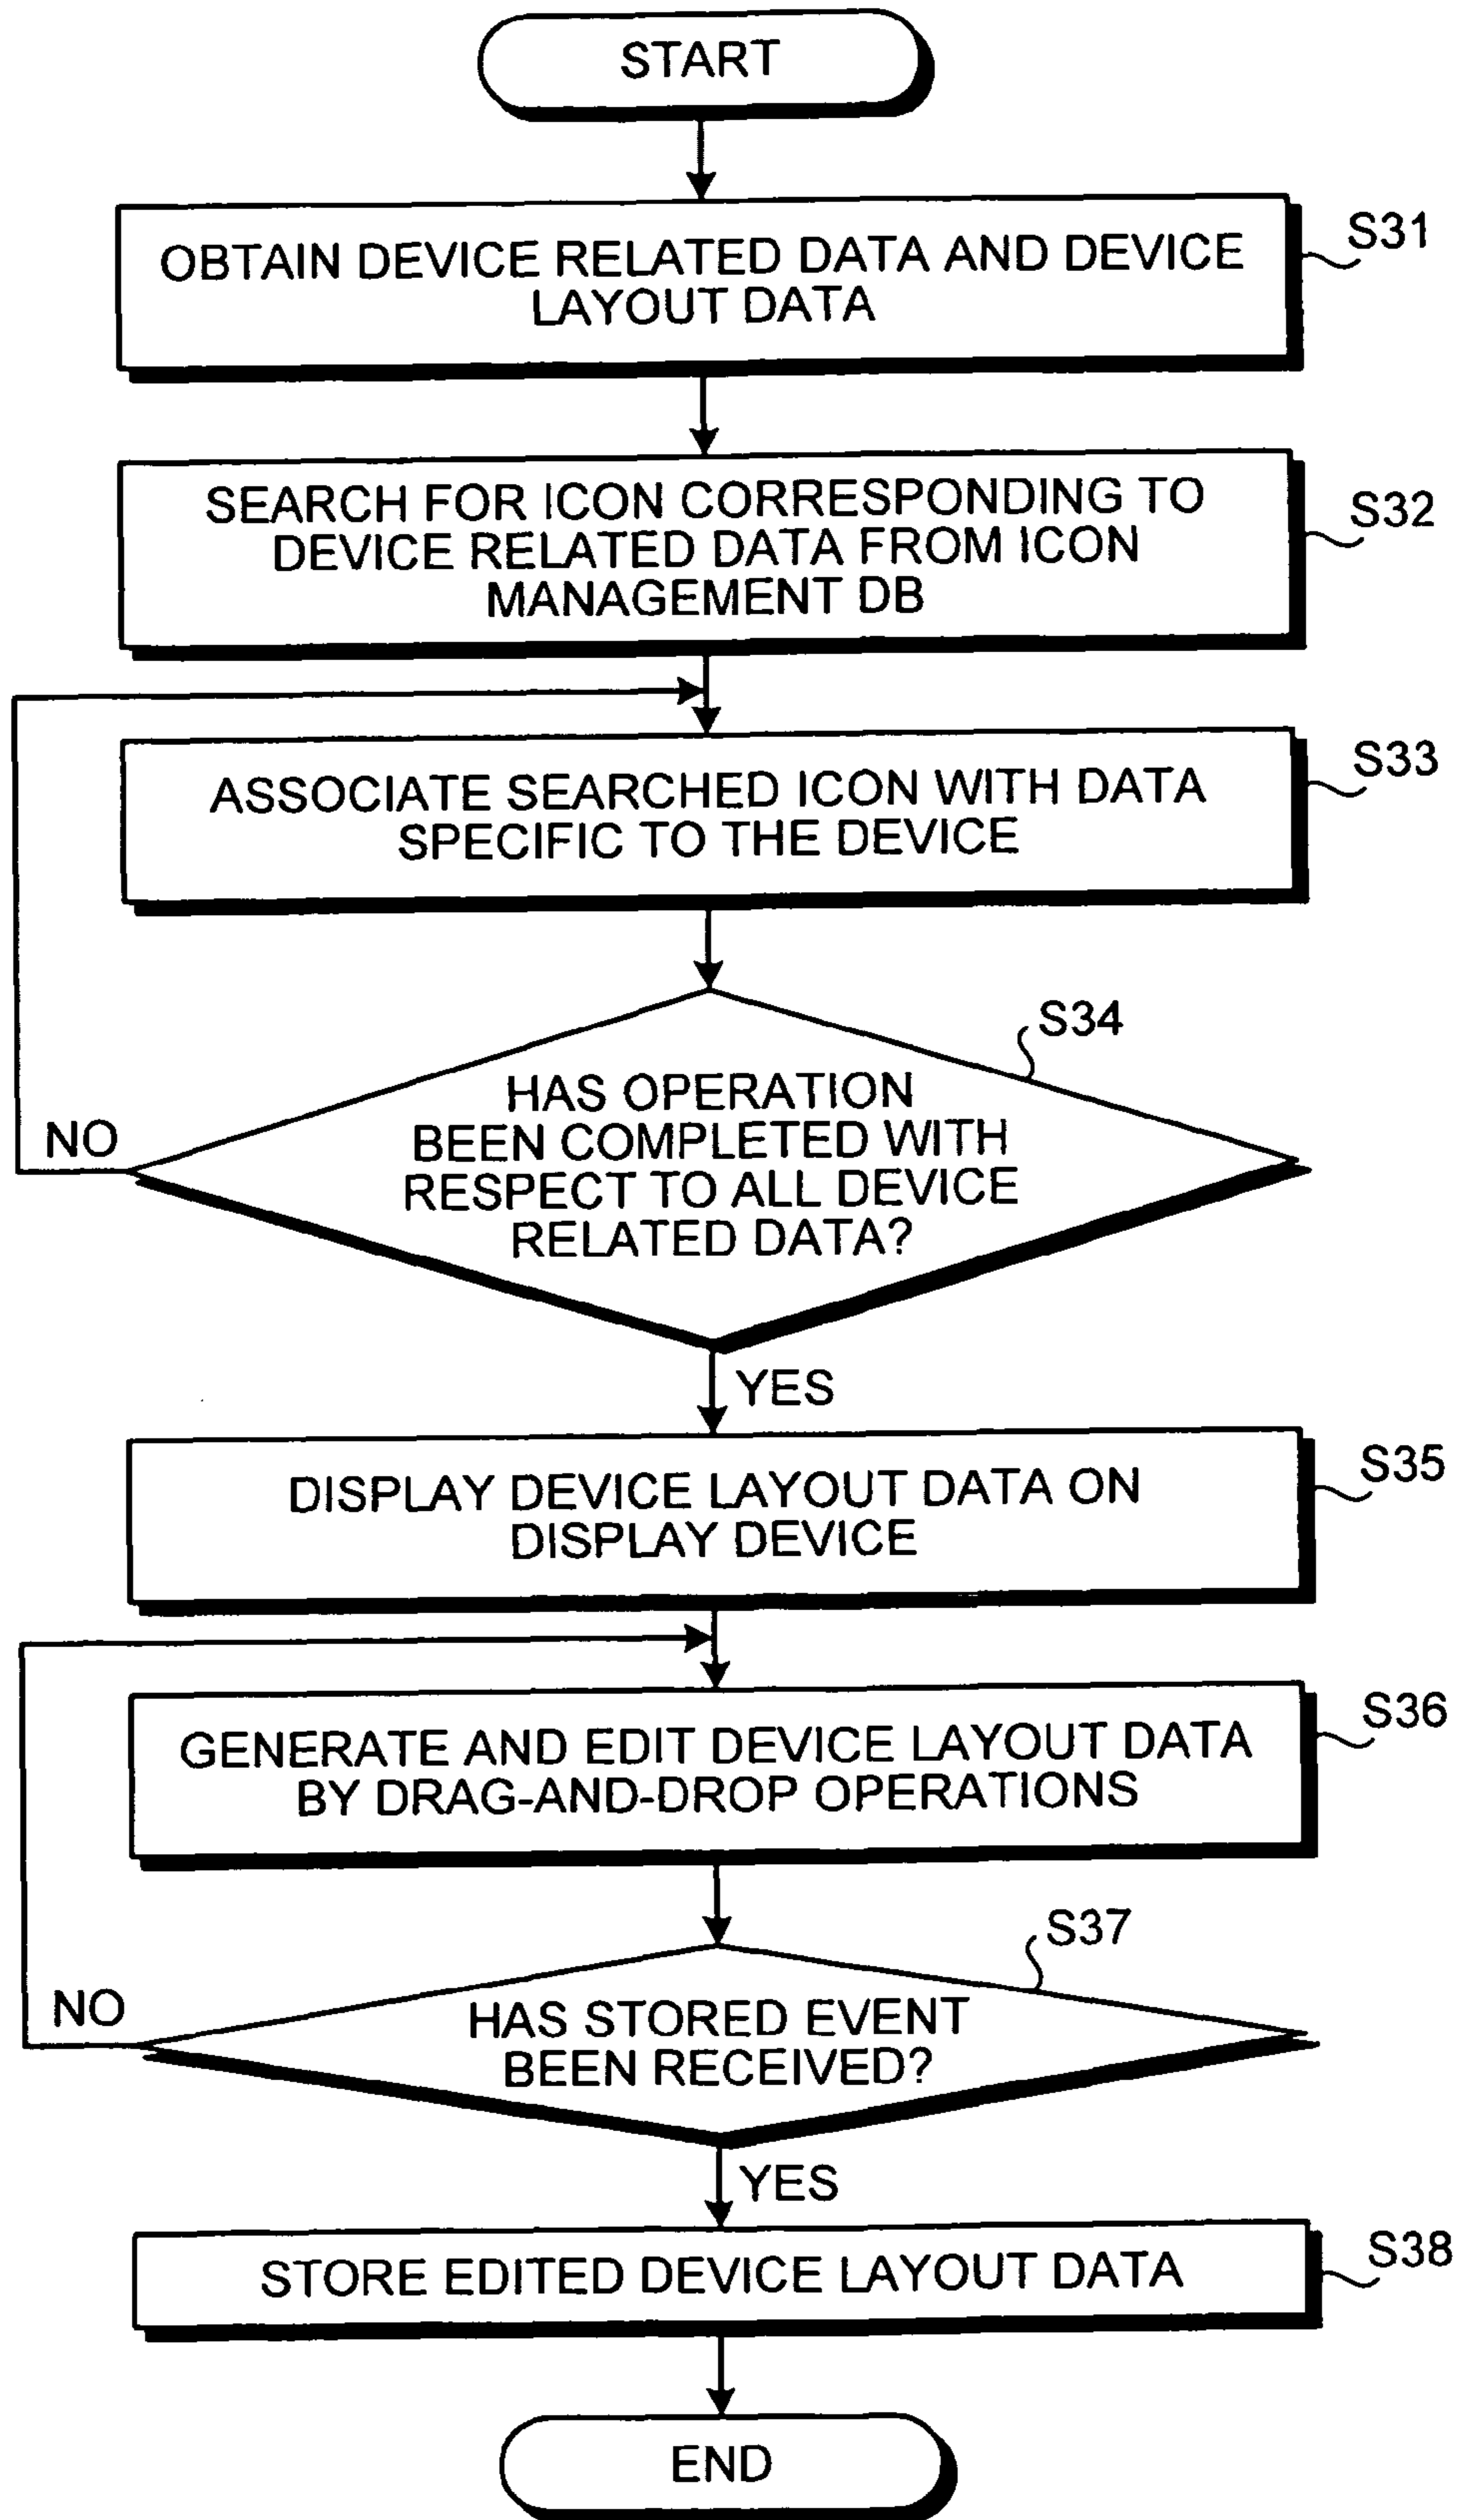 START
OBTAIN DEVICE RELATED DATA AND DEVICE
LAYOUT DATA
S31
SEARCH FOR ICON CORRESPONDING TO
DEVICE RELATED DATA FROM ICON
MANAGEMENT DB
S32
ASSOCIATE SEARCHED ICON WITH DATA
SPECIFIC TO THE DEVICE
S33
S34
HAS OPERATION
BEEN COMPLETED WITH
RESPECT TO ALL DEVICE
RELATED DATA?
NO
YES
DISPLAY DEVICE LAYOUT DATA ON
DISPLAY DEVICE
S35
GENERATE AND EDIT DEVICE LAYOUT DATA
BY DRAG-AND-DROP OPERATIONS
S36
S37
HAS STORED EVENT
BEEN RECEIVED?
NO
YES
STORE EDITED DEVICE LAYOUT DATA
S38
END